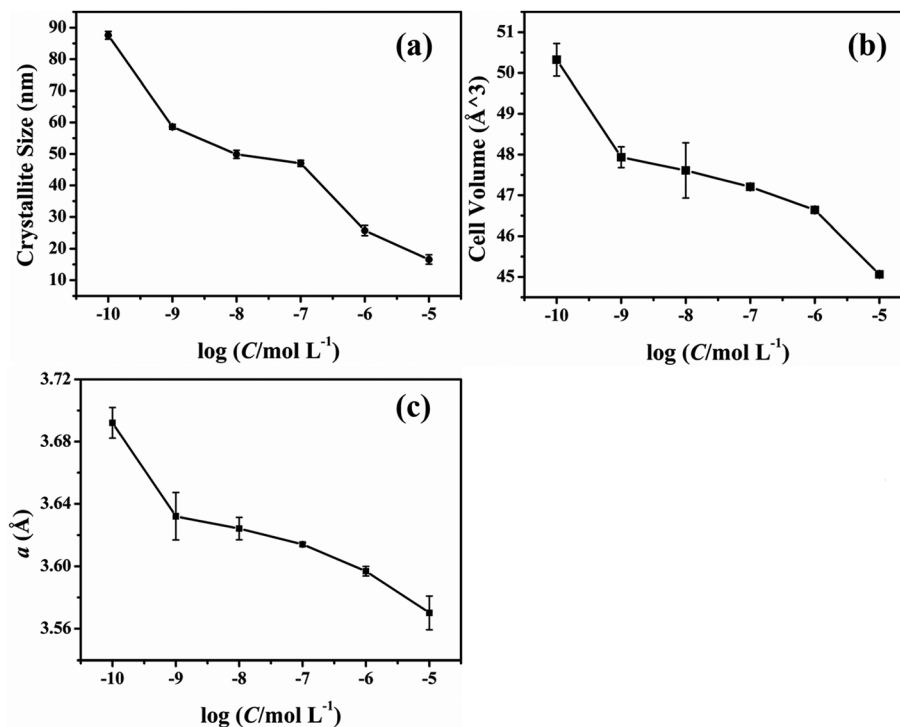 (a)
Crystallite Size (nm)
90
80
70
60
50
40
30
20
10
-10 -9 -8 -7 -6 -5
log (C/mol L⁻¹)
(b)
Cell Volume (Å^3)
51
50
49
48
47
46
45
-10 -9 -8 -7 -6 -5
log (C/mol L⁻¹)
(c)
a (Å)
3.72
3.68
3.64
3.60
3.56
-10 -9 -8 -7 -6 -5
log (C/mol L⁻¹)